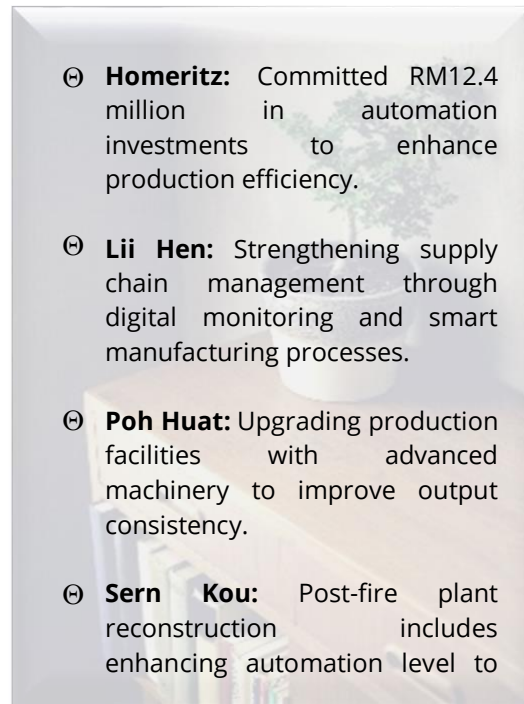 Θ Homeritz: Committed RM12.4
million in automation
investments to enhance
production efficiency.
Θ Lii Hen: Strengthening supply
chain management through
digital monitoring and smart
manufacturing processes.
Θ Poh Huat: Upgrading production
facilities with advanced
machinery to improve output
consistency.
Θ Sern Kou: Post-fire plant
reconstruction includes
enhancing automation level to